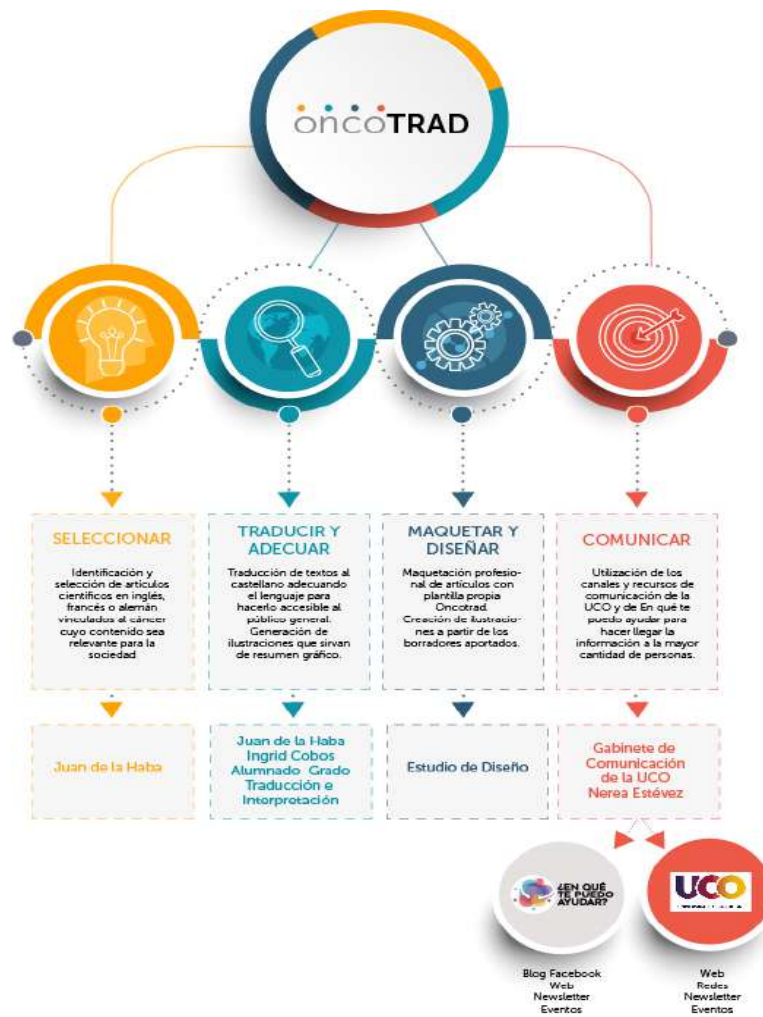 oncoTRAD
SELECCIONAR
Identificación y
selección de artículos
científicos en inglés,
francés o alemán
vinculados al cáncer
cuyo contenido sea
relevante para la
sociedad
Juan de la Haba
TRADUCIR Y
ADECUAR
Traducción de textos al
castellano adecuando
el lenguaje para
hacerlo accesible al
público general.
Generación de
ilustraciones que sirvan
de resumen gráfico.
Juan de la Haba
Ingrid Cobos
Alumnado Grado
Traducción e
Interpretación
MAQUETAR Y
DISEÑAR
Maquetación profesio-
nal de artículos con
plantilla propia
Oncotrad.
Creación de ilustracio-
nes a partir de los
borradores aportados.
Estudio de Diseño
COMUNICAR
Utilización de los
canales y recursos de
comunicación de la
UCO y de En qué te
puedo ayudar para
hacer llegar la
información a la mayor
cantidad de personas.
Gabinete de
Comunicación
de la UCO
Nerea Estévez
¿EN QUÉ
TE PUEDO
AYUDAR?
Blog Facebook
Web
Newsletter
Eventos
UCO
Web
Redes
Newsletter
Eventos